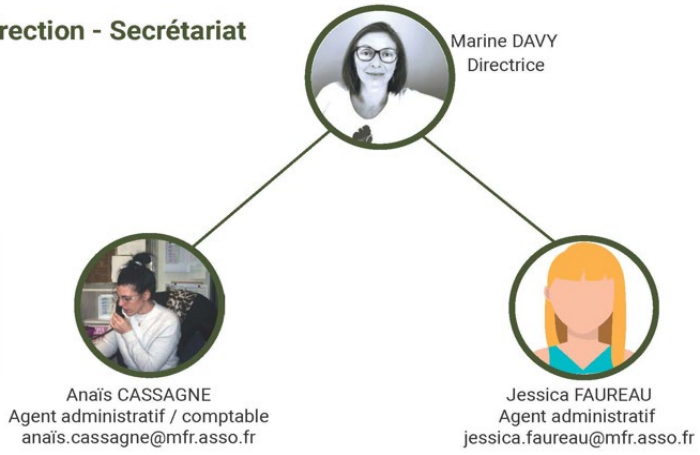 rection - Secrétariat
Marine DAVY
Directrice
Anaïs CASSAGNE
Agent administratif / comptable
anaïs.cassagne@mfr.asso.fr
Jessica FAUREAU
Agent administratif
jessica.faureau@mfr.asso.fr